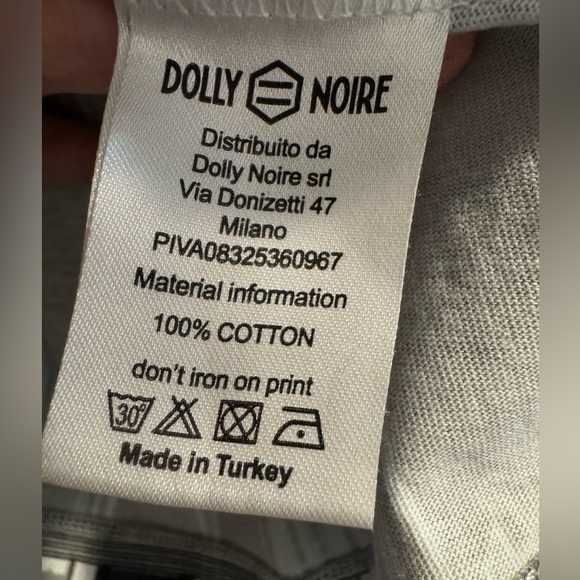 DOLLY NOIRE
Distribuito da
Dolly Noire srl
Via Donizetti 47
Milano
PIVA08325360967
Material information
100% COTTON
don't iron on print
30°
Made in Turkey